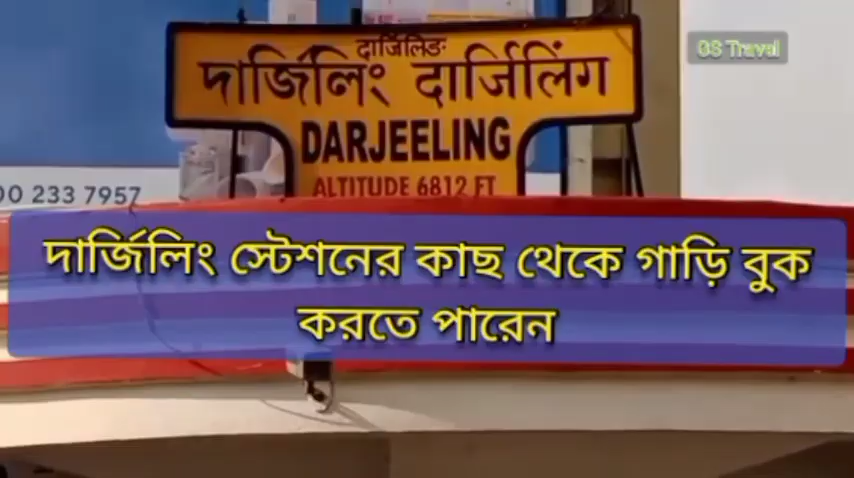 GS Travel
दार्जिलिङ
দার্জিলিং दार्जिलिंग
DARJEELING
ALTITUDE 6812 FT
00 233 7957
দার্জিলিং স্টেশনের কাছ থেকে গাড়ি বুক
করতে পারেন